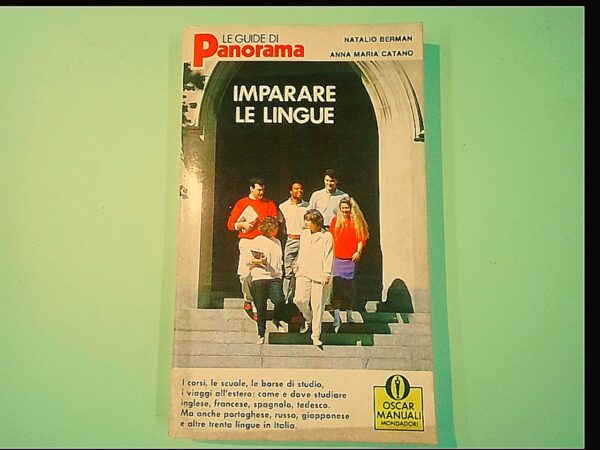 LE GUIDE DI
Panorama
NATALIO BERMAN
ANNA MARIA CATANO
IMPARARE
LE LINGUE
I corsi, le scuole, le borse di studio,
i viaggi all'estero: come e dove studiare
inglese, francese, spagnolo, tedesco.
Ma anche portoghese, russo, giapponese
e altre trenta lingue in Italia.
OSCAR
MANUALI
MONDADORI